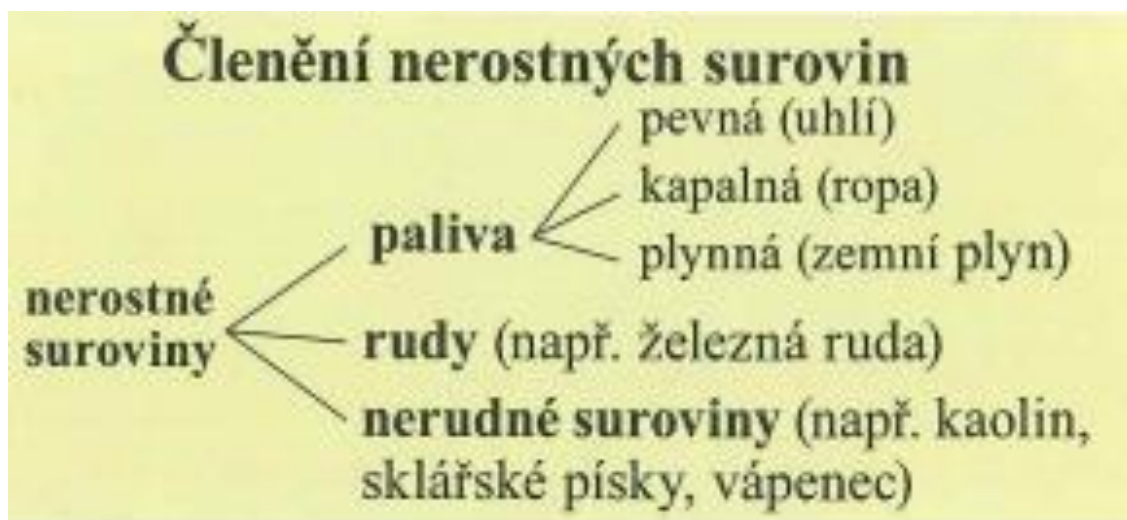 Členění nerostných surovin
pevná (uhlí)
kapalná (ropa)
paliva
plynná (zemní plyn)
nerostné
suroviny
rudy (např. železná ruda)
nerudné suroviny (např. kaolin,
sklářské písky, vápenec)